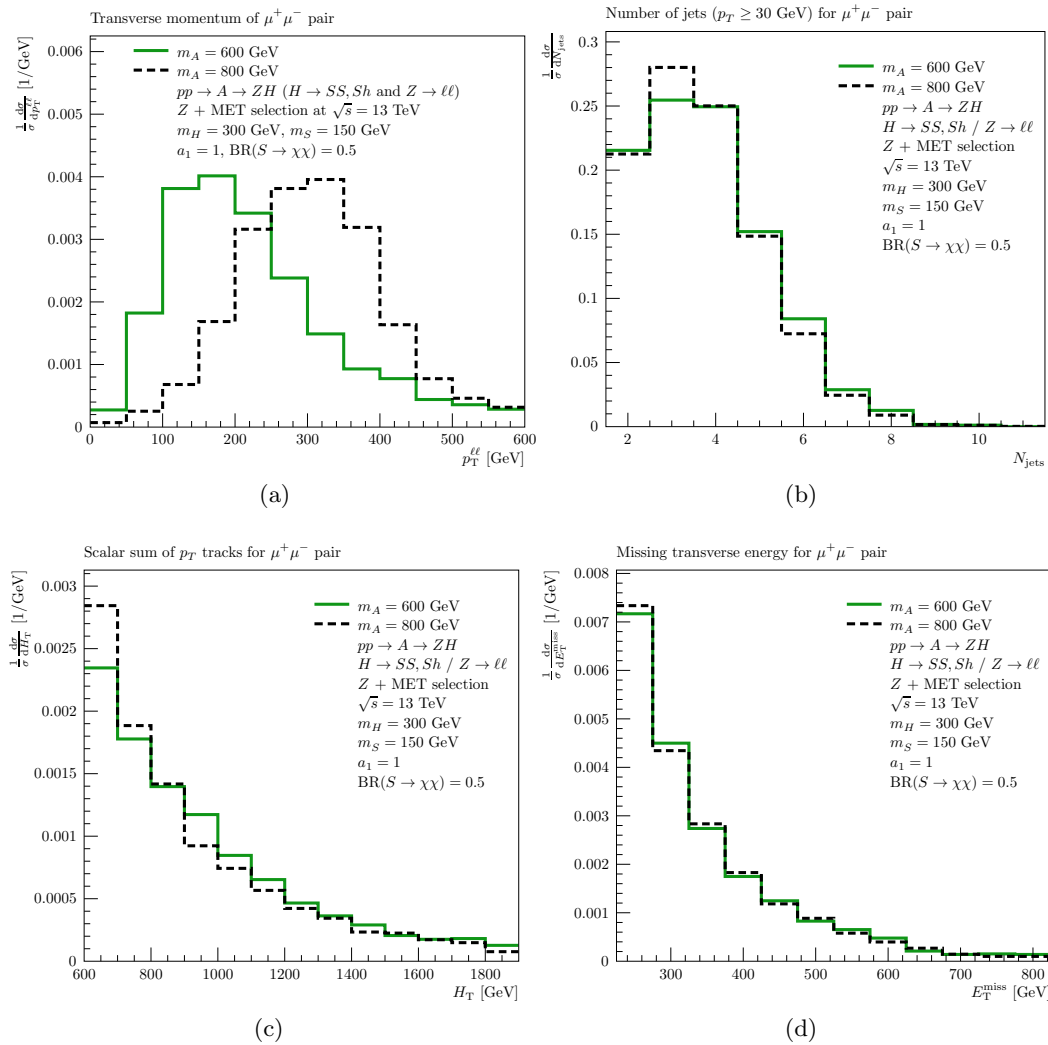 Transverse momentum of μ⁺μ⁻ pair
1/σ dσ/dp_T^ℓℓ [1/GeV]
m_A = 600 GeV
m_A = 800 GeV
pp → A → ZH (H → SS, Sh and Z → ℓℓ)
Z + MET selection at √s = 13 TeV
m_H = 300 GeV, m_S = 150 GeV
a_1 = 1, BR(S → χχ) = 0.5
0.006
0.005
0.004
0.003
0.002
0.001
0
0 100 200 300 400 500 600
p_T^ℓℓ [GeV]
(a)
Number of jets (p_T ≥ 30 GeV) for μ⁺μ⁻ pair
1/σ dσ/dN_jets
m_A = 600 GeV
m_A = 800 GeV
pp → A → ZH
H → SS, Sh / Z → ℓℓ
Z + MET selection
√s = 13 TeV
m_H = 300 GeV
m_S = 150 GeV
a_1 = 1
BR(S → χχ) = 0.5
0.3
0.25
0.2
0.15
0.1
0.05
0
2 4 6 8 10
N_jets
(b)
Scalar sum of p_T tracks for μ⁺μ⁻ pair
1/σ dσ/dH_T [1/GeV]
m_A = 600 GeV
m_A = 800 GeV
pp → A → ZH
H → SS, Sh / Z → ℓℓ
Z + MET selection
√s = 13 TeV
m_H = 300 GeV
m_S = 150 GeV
a_1 = 1
BR(S → χχ) = 0.5
0.003
0.0025
0.002
0.0015
0.001
0.0005
0
600 800 1000 1200 1400 1600 1800
H_T [GeV]
(c)
Missing transverse energy for μ⁺μ⁻ pair
1/σ dσ/dE_T^miss [1/GeV]
m_A = 600 GeV
m_A = 800 GeV
pp → A → ZH
H → SS, Sh / Z → ℓℓ
Z + MET selection
√s = 13 TeV
m_H = 300 GeV
m_S = 150 GeV
a_1 = 1
BR(S → χχ) = 0.5
0.008
0.007
0.006
0.005
0.004
0.003
0.002
0.001
0
300 400 500 600 700 800
E_T^miss [GeV]
(d)